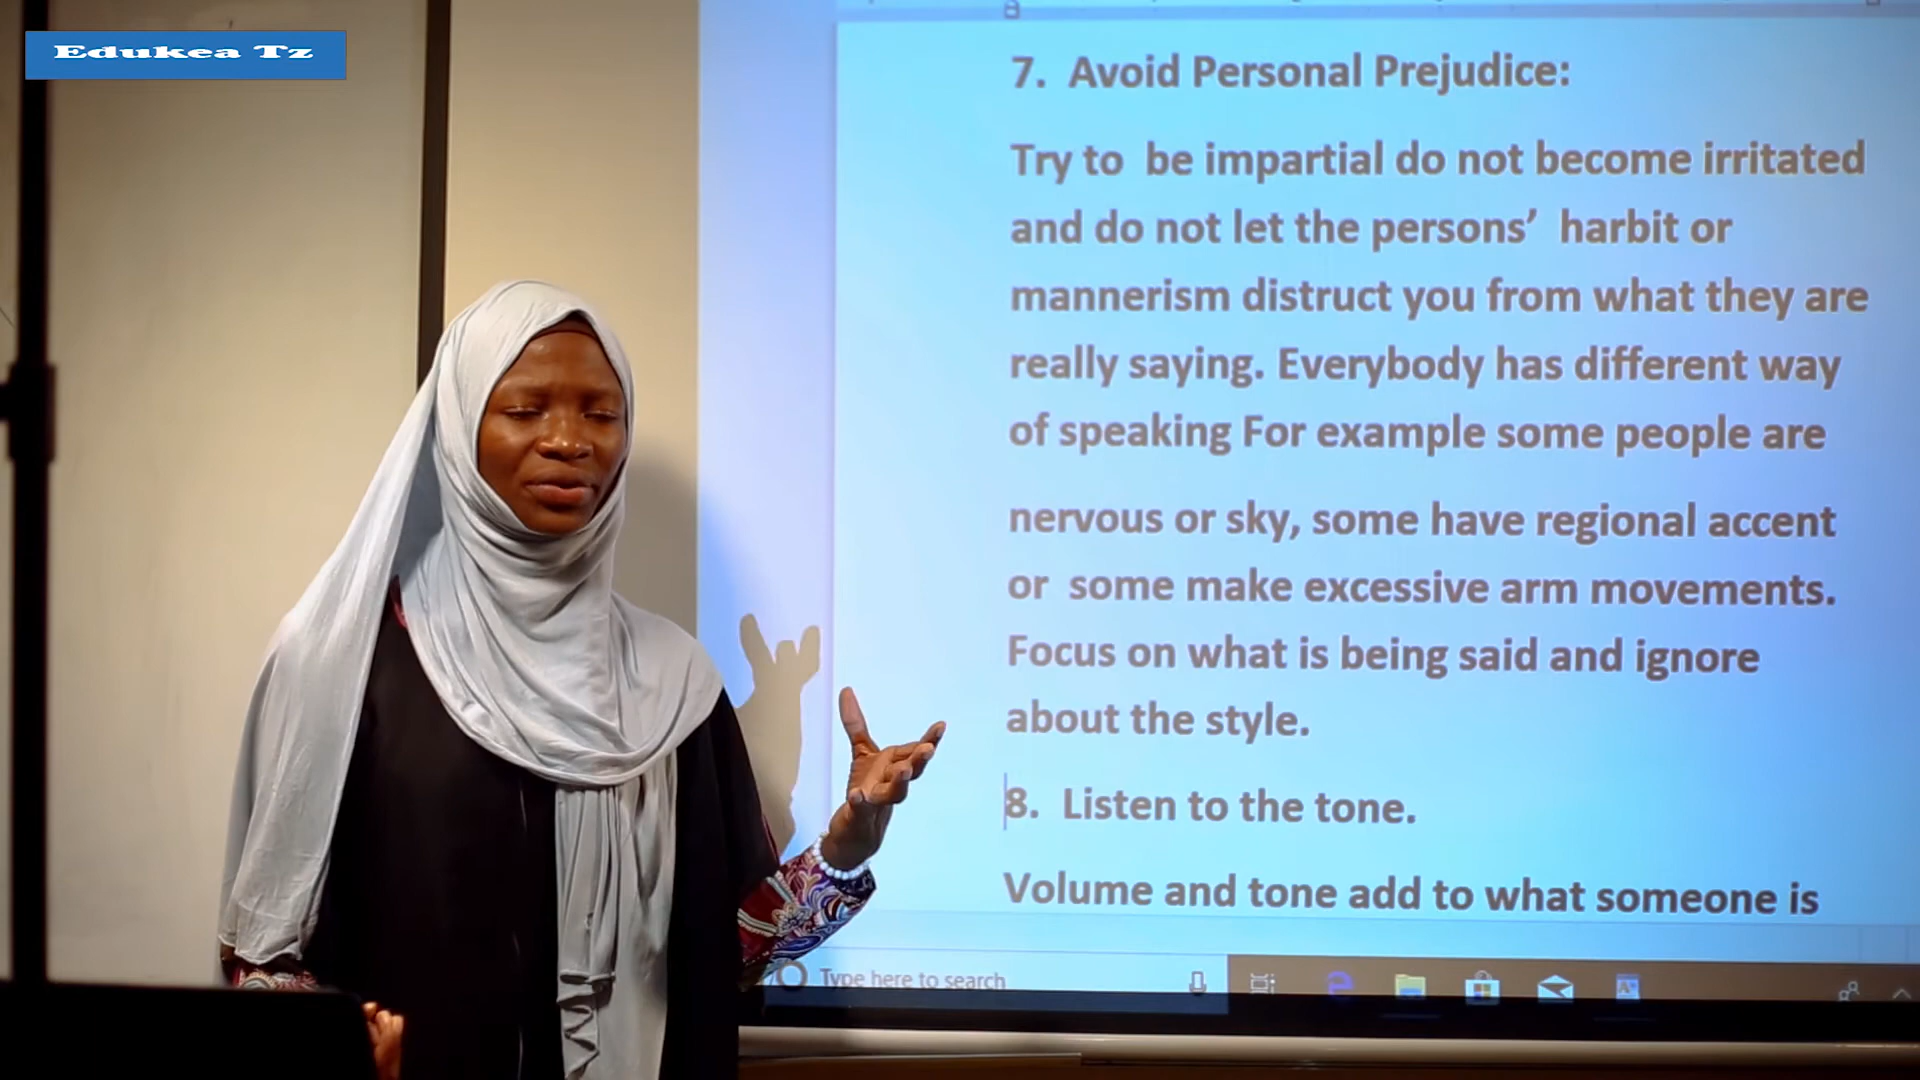 Edukea Tz
7. Avoid Personal Prejudice:
Try to be impartial do not become irritated
and do not let the persons’ harbit or
mannerism distruct you from what they are
really saying. Everybody has different way
of speaking For example some people are
nervous or sky, some have regional accent
or some make excessive arm movements.
Focus on what is being said and ignore
about the style.
8. Listen to the tone.
Volume and tone add to what someone is
Type here to search